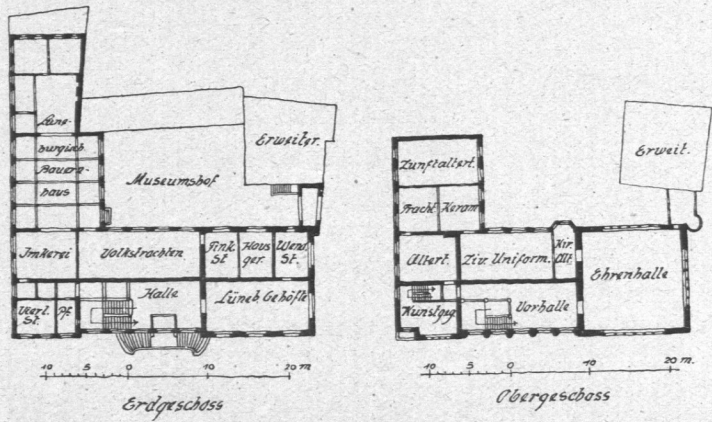 Lüne-
burgisch.
Bauern-
haus
Museumshof
Erweiter.
Imkerei
Volkstrachten
Fink.
St.
Haus
ger.
Wend.
St.
Vierl.
St.
Pf.
Halle
Lüneb. Gehöfte
10 5 0 10 20 m
Erdgeschoss
Erweit.
Zunftaltert.
Tracht
Keram
Altert.
Ziv. Uniform.
Kir.
Alt.
Ehrenhalle
Kunstgeg.
Vorhalle
10 5 0 10 20 m.
Obergeschoss